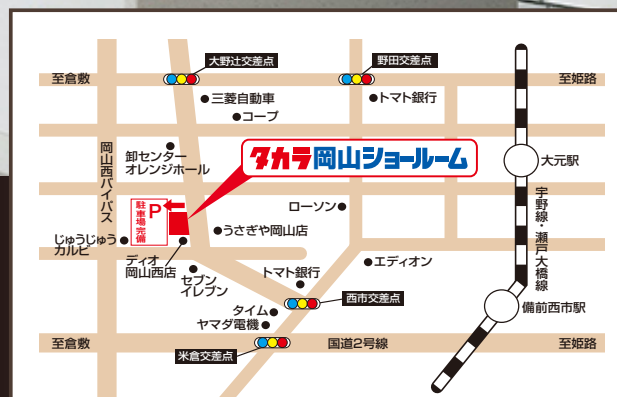 大野辻交差点
野田交差点
至倉敷
至姫路
三菱自動車
トマト銀行
コープ
岡山西バイパス
卸センター
オレンジホール
タカラ岡山ショールーム
大元駅
駐車場完備
P
ローソン
宇野線・瀬戸大橋線
うさぎや岡山店
じゅうじゅう
カルビ
ディオ
岡山西店
エディオン
セブン
イレブン
トマト銀行
西市交差点
備前西市駅
タイム
ヤマダ電機
至倉敷
国道2号線
至姫路
米倉交差点